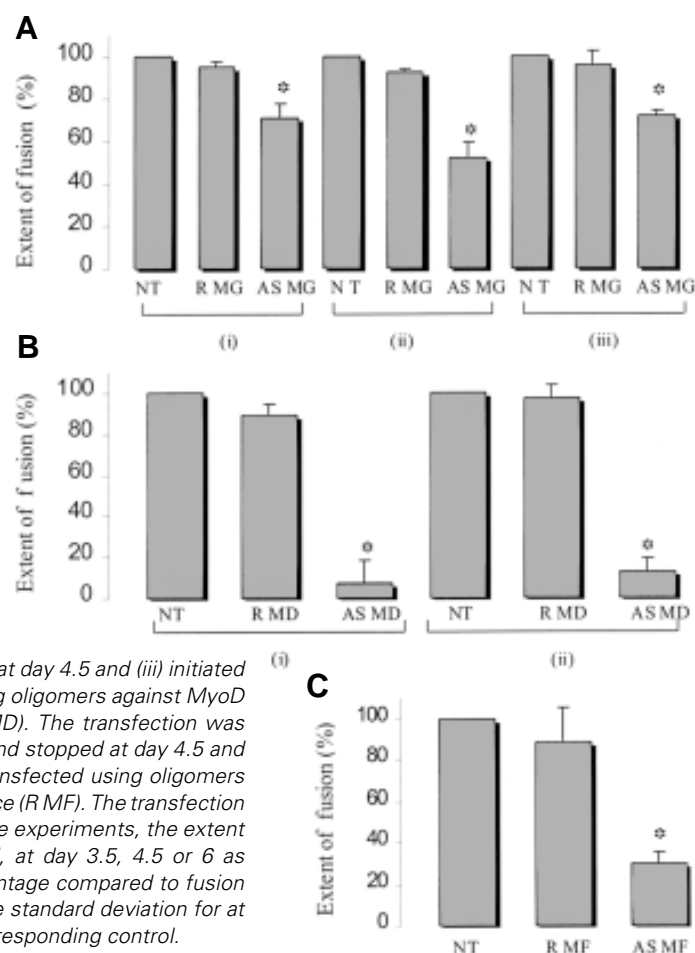 A
Extent of fusion (%)
100
80
60
40
20
0
*
*
*
NT R MG AS MG N T R MG AS MG N T R MG AS MG
(i) (ii) (iii)
B
Extent of f usion (%)
100
80
60
40
20
0
*
*
NT R MD AS MD NT R MD AS MD
(i) (ii)
at day 4.5 and (iii) initiated
g oligomers against MyoD
MD). The transfection was
nd stopped at day 4.5 and
ansfected using oligomers
ce (R MF). The transfection
e experiments, the extent
, at day 3.5, 4.5 or 6 as
ntage compared to fusion
e standard deviation for at
rresponding control.
C
Extent of fusion (%)
100
80
60
40
20
0
*
NT R MF AS MF